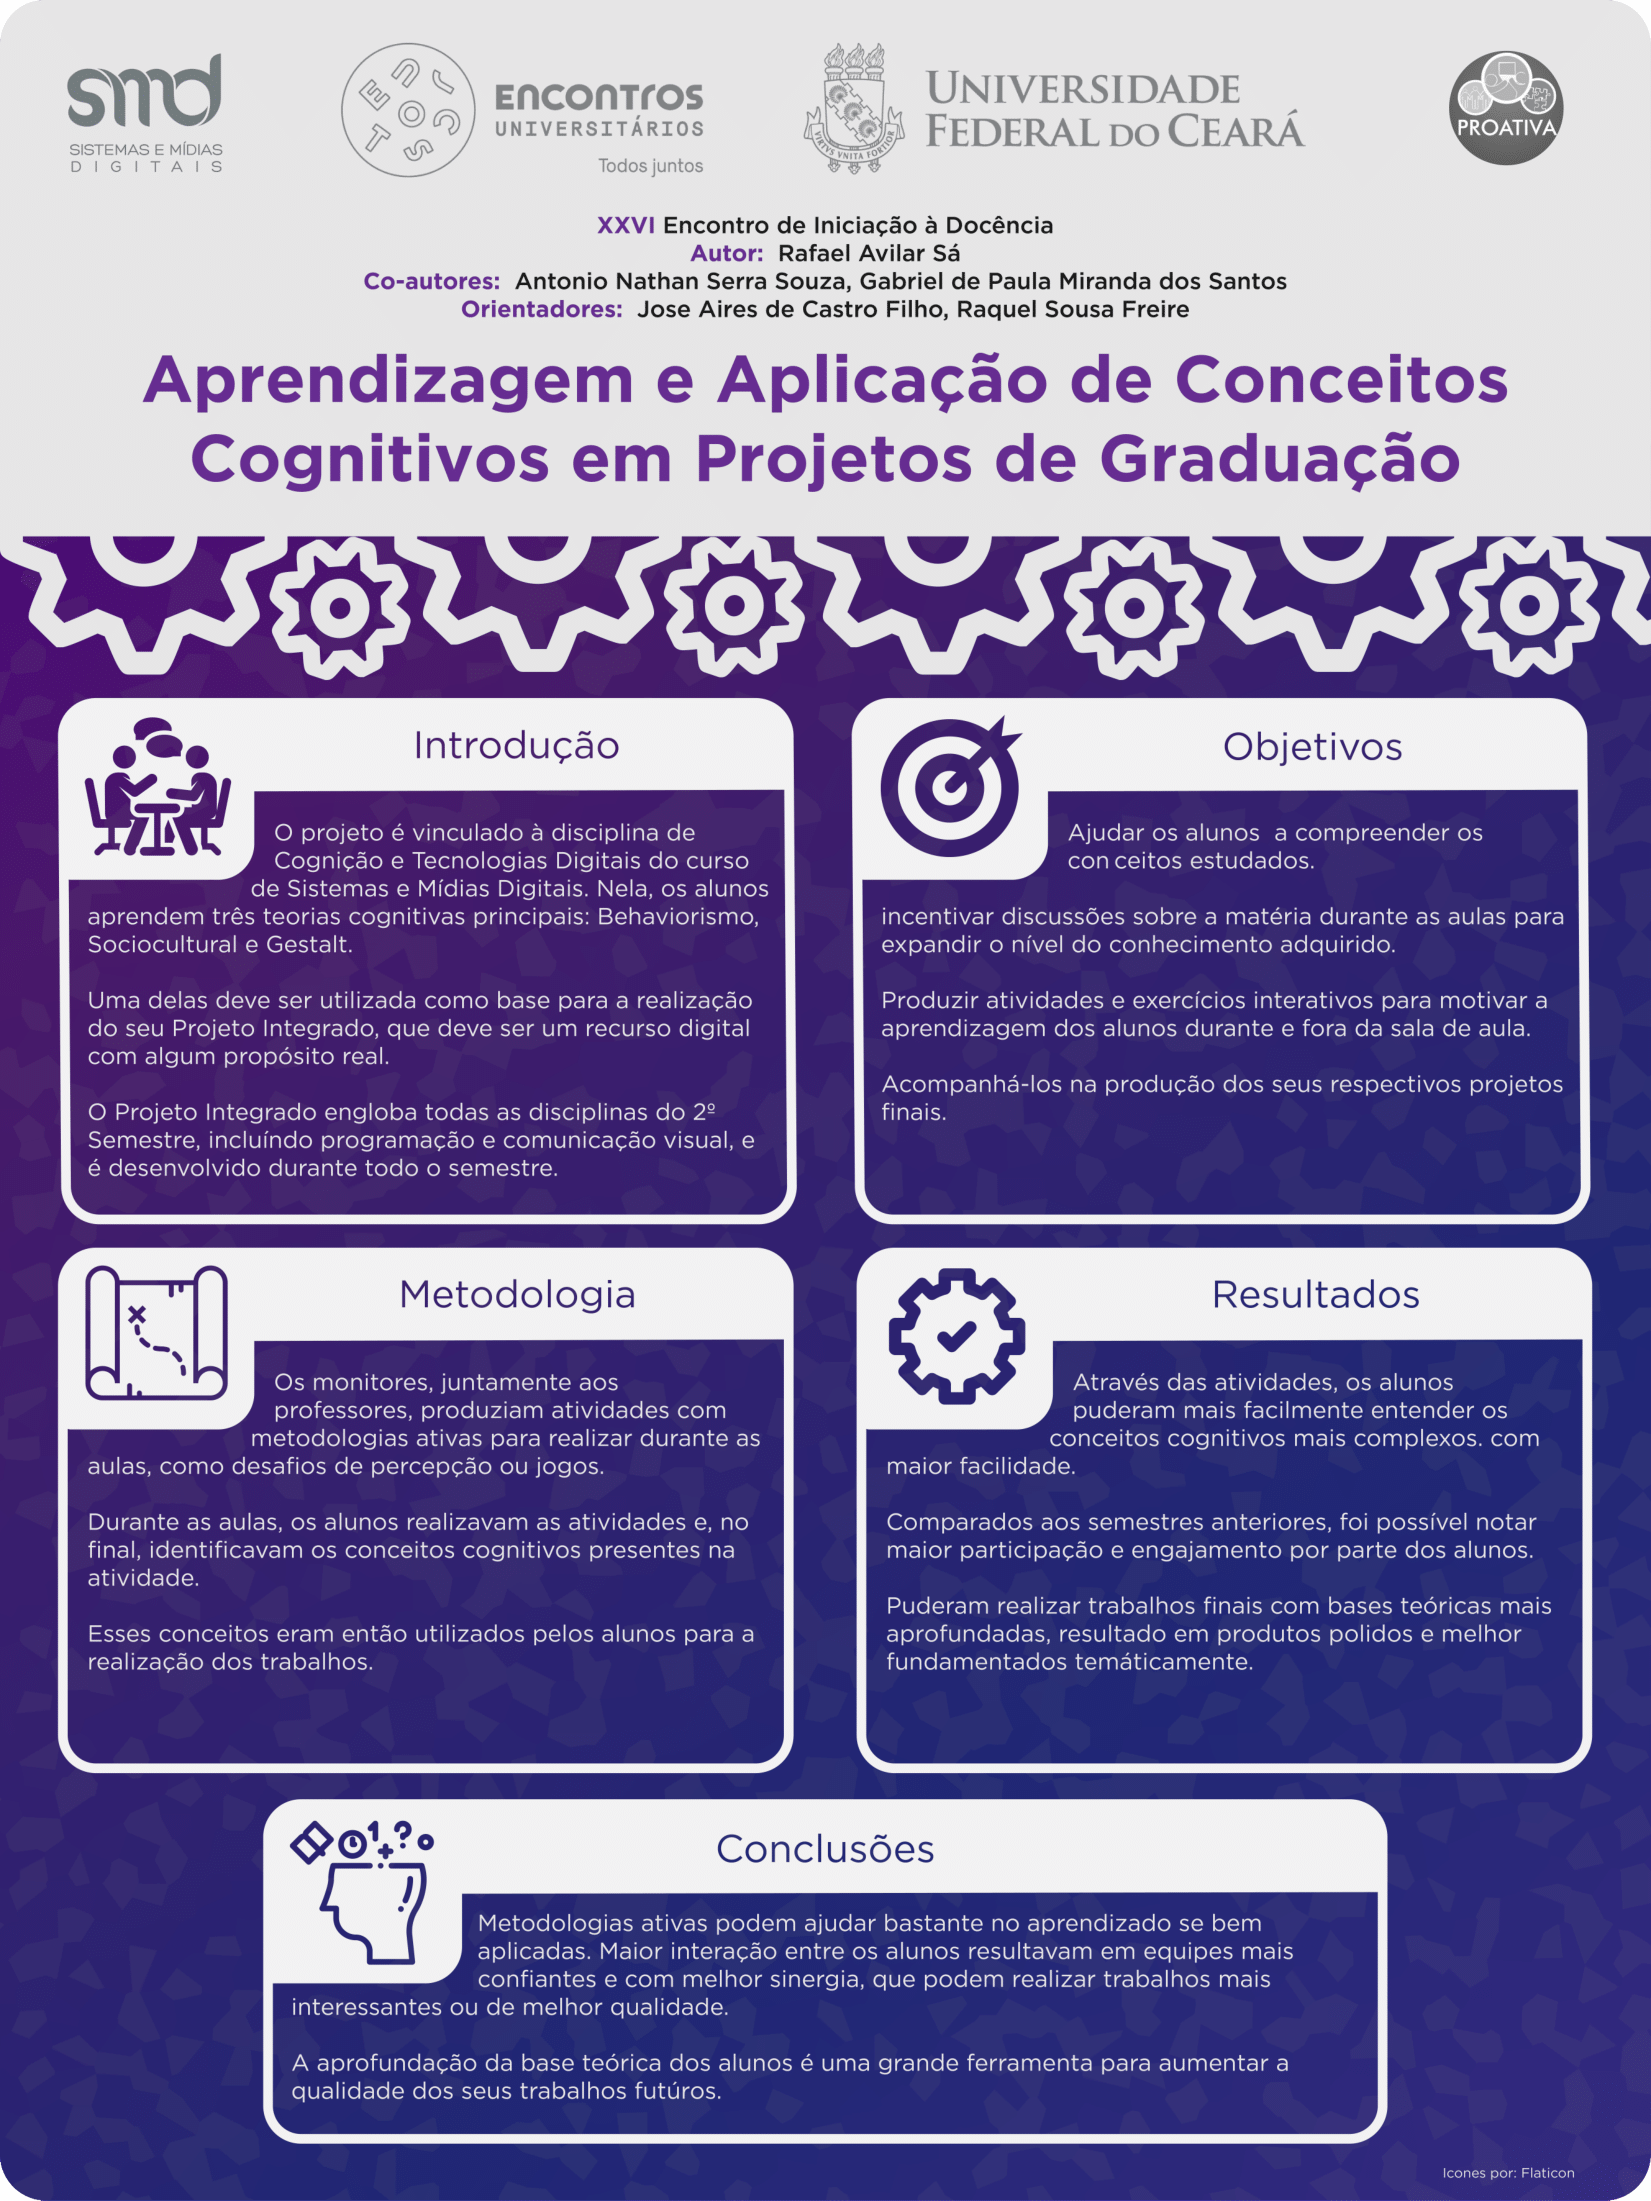 smd
SISTEMAS E MÍDIAS
DIGITAIS
ENCONTROS
UNIVERSITÁRIOS
Todos juntos
VIRTVS VNITA FORTIOR
UNIVERSIDADE
FEDERAL DO CEARÁ
PROATIVA
XXVI Encontro de Iniciação à Docência
Autor: Rafael Avilar Sá
Co-autores: Antonio Nathan Serra Souza, Gabriel de Paula Miranda dos Santos
Orientadores: Jose Aires de Castro Filho, Raquel Sousa Freire
Aprendizagem e Aplicação de Conceitos
Cognitivos em Projetos de Graduação
Introdução
O projeto é vinculado à disciplina de
Cognição e Tecnologias Digitais do curso
de Sistemas e Mídias Digitais. Nela, os alunos
aprendem três teorias cognitivas principais: Behaviorismo,
Sociocultural e Gestalt.
Uma delas deve ser utilizada como base para a realização
do seu Projeto Integrado, que deve ser um recurso digital
com algum propósito real.
O Projeto Integrado engloba todas as disciplinas do 2º
Semestre, incluíndo programação e comunicação visual, e
é desenvolvido durante todo o semestre.
Objetivos
Ajudar os alunos a compreender os
con ceitos estudados.
incentivar discussões sobre a matéria durante as aulas para
expandir o nível do conhecimento adquirido.
Produzir atividades e exercícios interativos para motivar a
aprendizagem dos alunos durante e fora da sala de aula.
Acompanhá-los na produção dos seus respectivos projetos
finais.
Metodologia
Os monitores, juntamente aos
professores, produziam atividades com
metodologias ativas para realizar durante as
aulas, como desafios de percepção ou jogos.
Durante as aulas, os alunos realizavam as atividades e, no
final, identificavam os conceitos cognitivos presentes na
atividade.
Esses conceitos eram então utilizados pelos alunos para a
realização dos trabalhos.
Resultados
Através das atividades, os alunos
puderam mais facilmente entender os
conceitos cognitivos mais complexos. com
maior facilidade.
Comparados aos semestres anteriores, foi possível notar
maior participação e engajamento por parte dos alunos.
Puderam realizar trabalhos finais com bases teóricas mais
aprofundadas, resultado em produtos polidos e melhor
fundamentados temáticamente.
Conclusões
Metodologias ativas podem ajudar bastante no aprendizado se bem
aplicadas. Maior interação entre os alunos resultavam em equipes mais
confiantes e com melhor sinergia, que podem realizar trabalhos mais
interessantes ou de melhor qualidade.
A aprofundação da base teórica dos alunos é uma grande ferramenta para aumentar a
qualidade dos seus trabalhos futúros.
Icones por: Flaticon